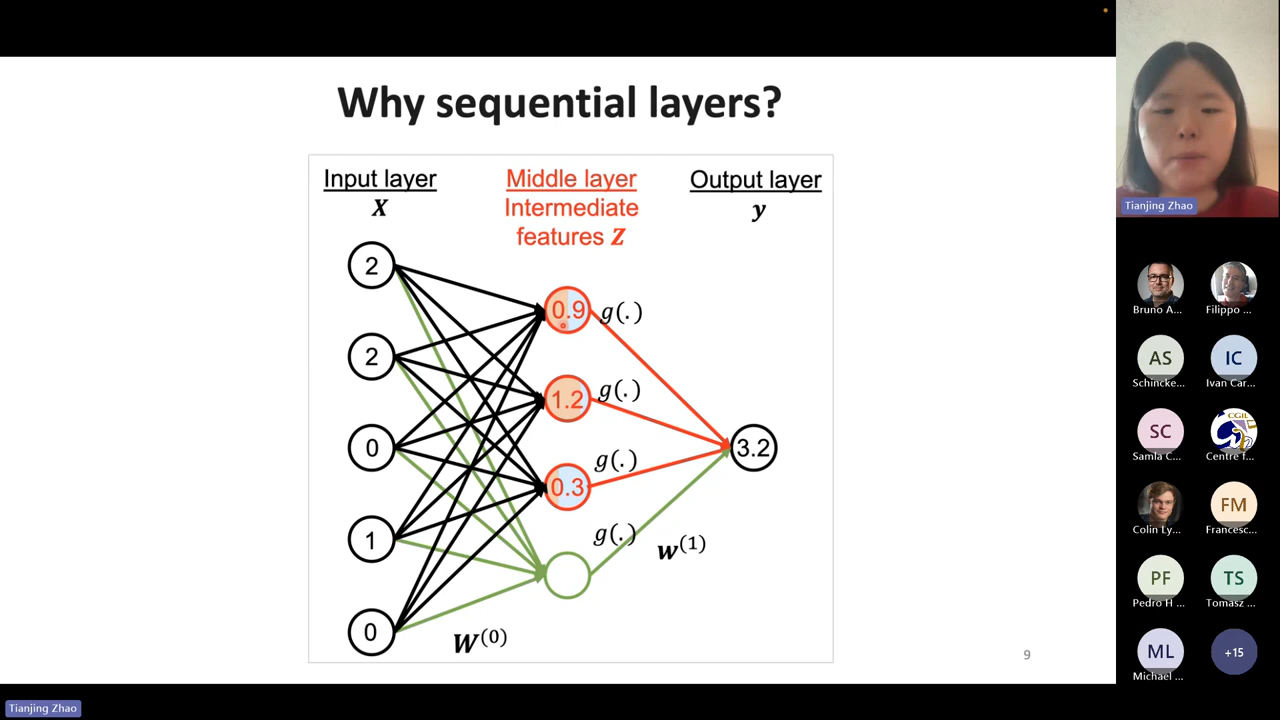 Why sequential layers?
Input layer
X
Middle layer
Intermediate
features Z
Output layer
y
2
2
0
1
0
0.9
1.2
0.3
g(.)
g(.)
g(.)
g(.)
3.2
W(0)
w(1)
9
Tianjing Zhao
Bruno A...
Filippo ...
AS
Schincke...
IC
Ivan Car...
SC
Samla C...
CGIL
Centre f...
Colin Ly...
FM
Francesc...
PF
Pedro H ...
TS
Tomasz ...
ML
Michael ...
+15
Tianjing Zhao